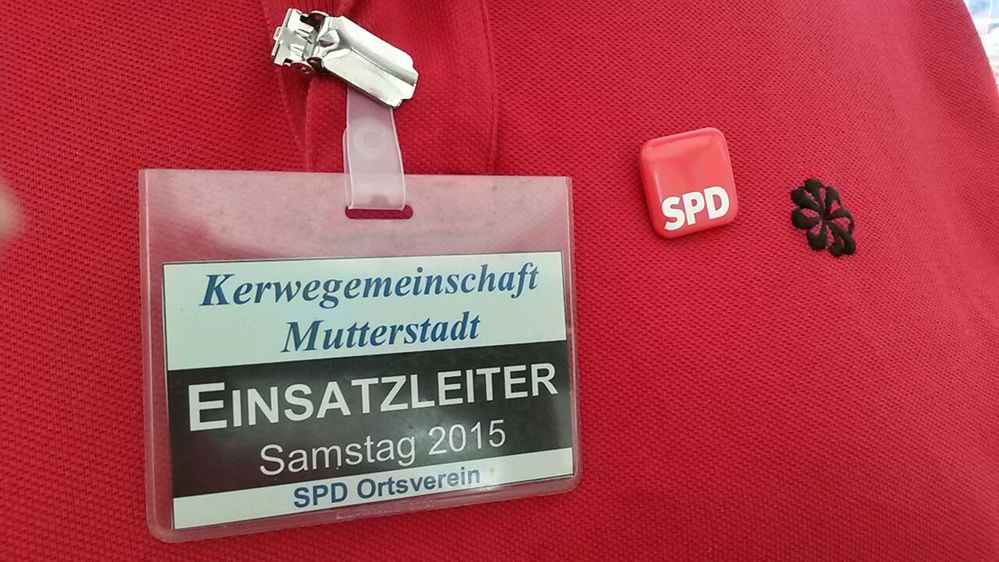 Kerwegemeinschaft
Mutterstadt
EINSATZLEITER
Samstag 2015
SPD Ortsverein
SPD